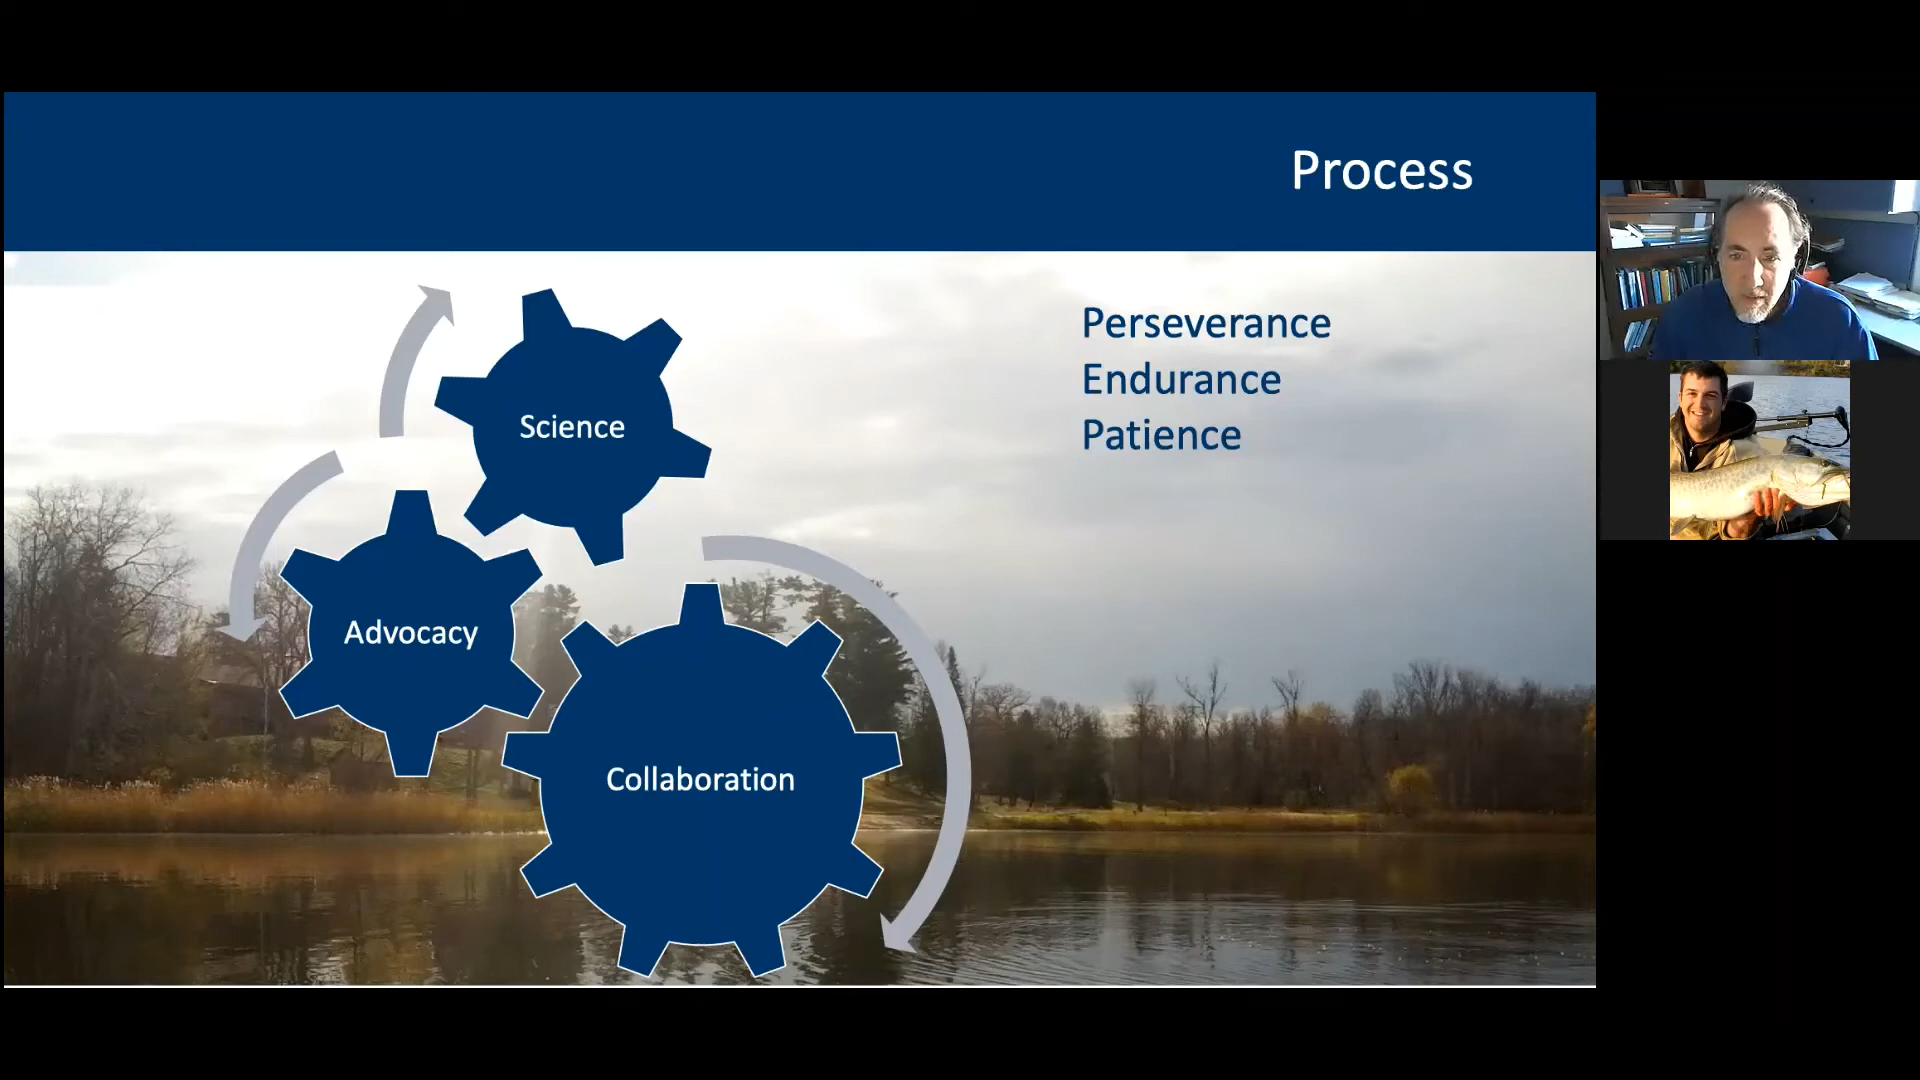 Process
Perseverance
Endurance
Patience
Science
Advocacy
Collaboration